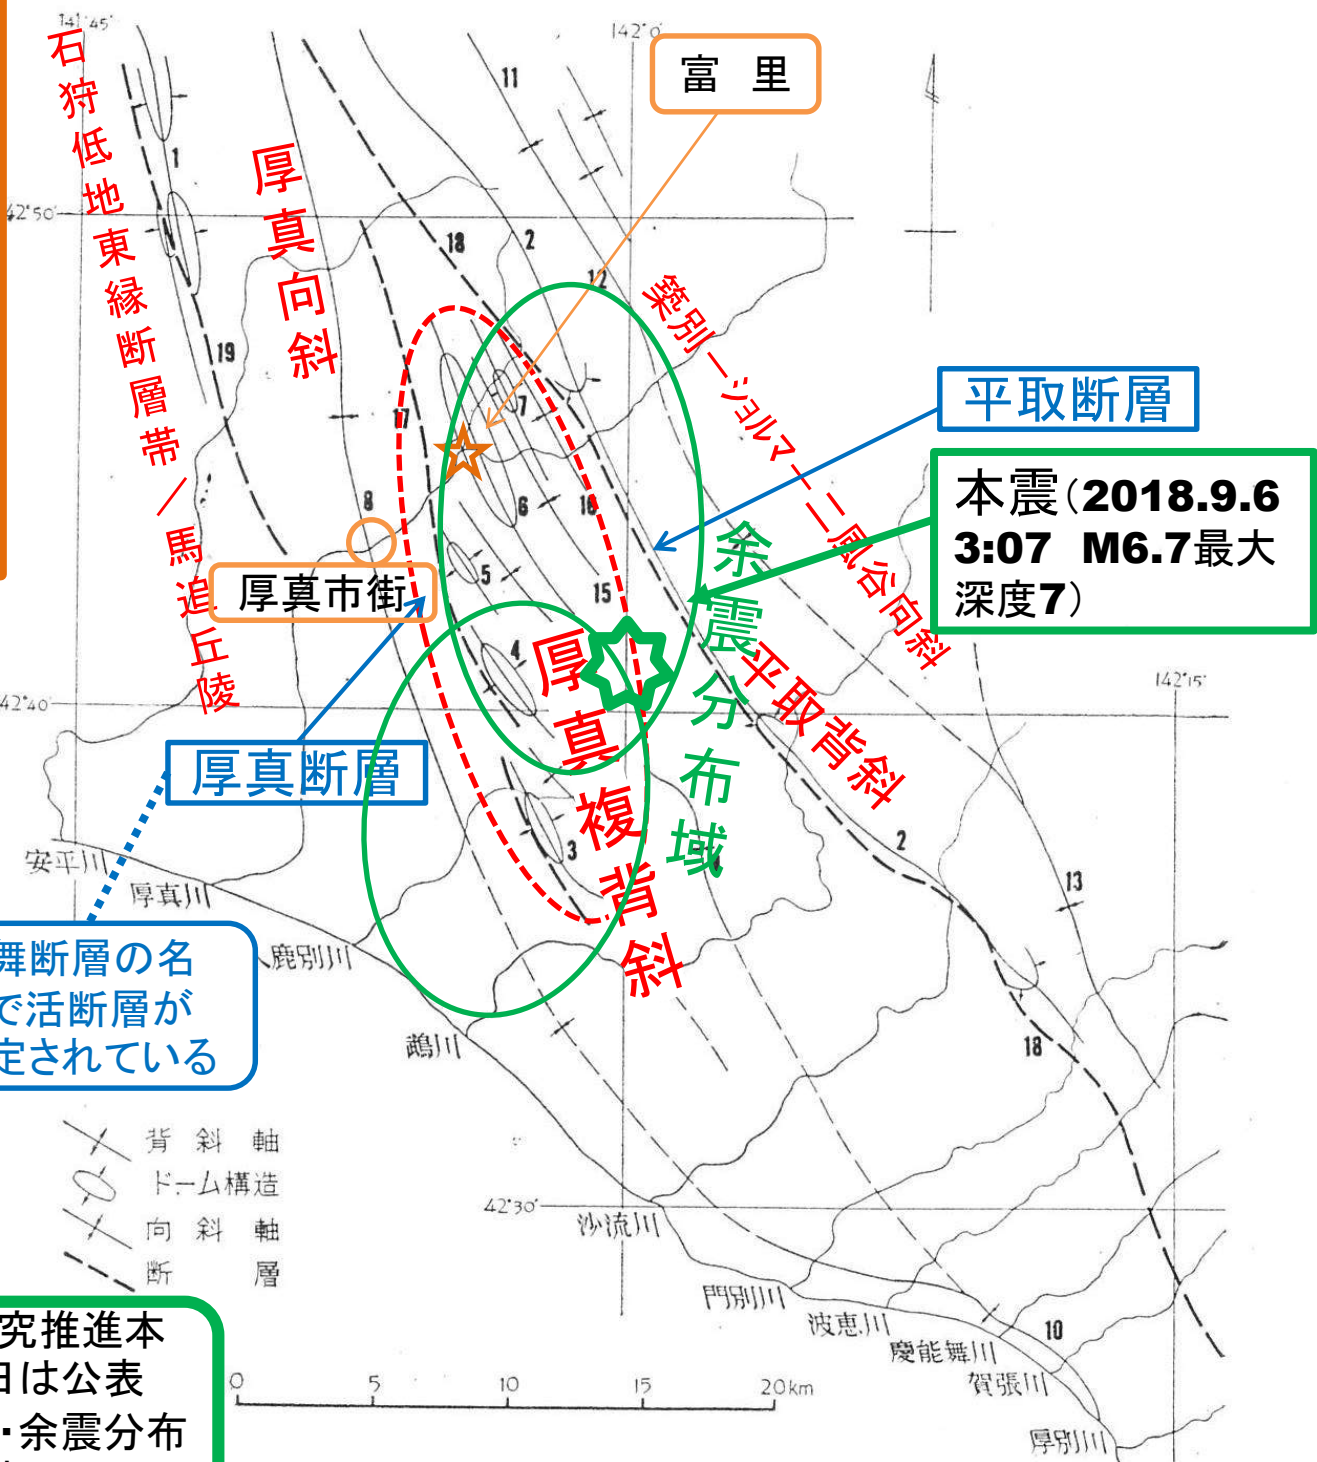 141°45′
142°0′
富 里
石狩低地東縁断層帯／馬追丘陵
厚真向斜
11
1
42°50′
18
2
12
築別ーショルマー二風谷向斜
19
17
7
平取断層
本震（2018.9.6
3:07 M6.7最大
深度7）
8
6
16
余震分布域
厚真市街
5
15
4
厚真複背斜
平取背斜
142°15′
42°40′
厚真断層
3
2
13
安平川
厚真川
鹿別川
鵡川
舞断層の名
で活断層が
定されている
18
背斜軸
ドーム構造
向斜軸
断層
42°30′
沙流川
門別川
波恵川
慶能舞川
賀張川
厚別川
10
究推進本
日は公表
・余震分布
0 5 10 15 20km